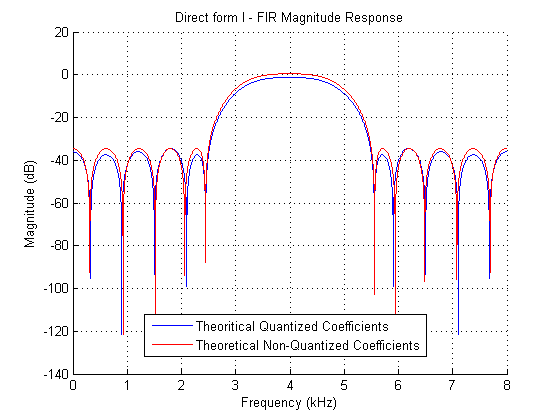 Direct form I - FIR Magnitude Response
20
0
-20
-40
-60
-80
-100
-120
-140
Magnitude (dB)
Theoritical Quantized Coefficients
Theoretical Non-Quantized Coefficients
0 1 2 3 4 5 6 7 8
Frequency (kHz)